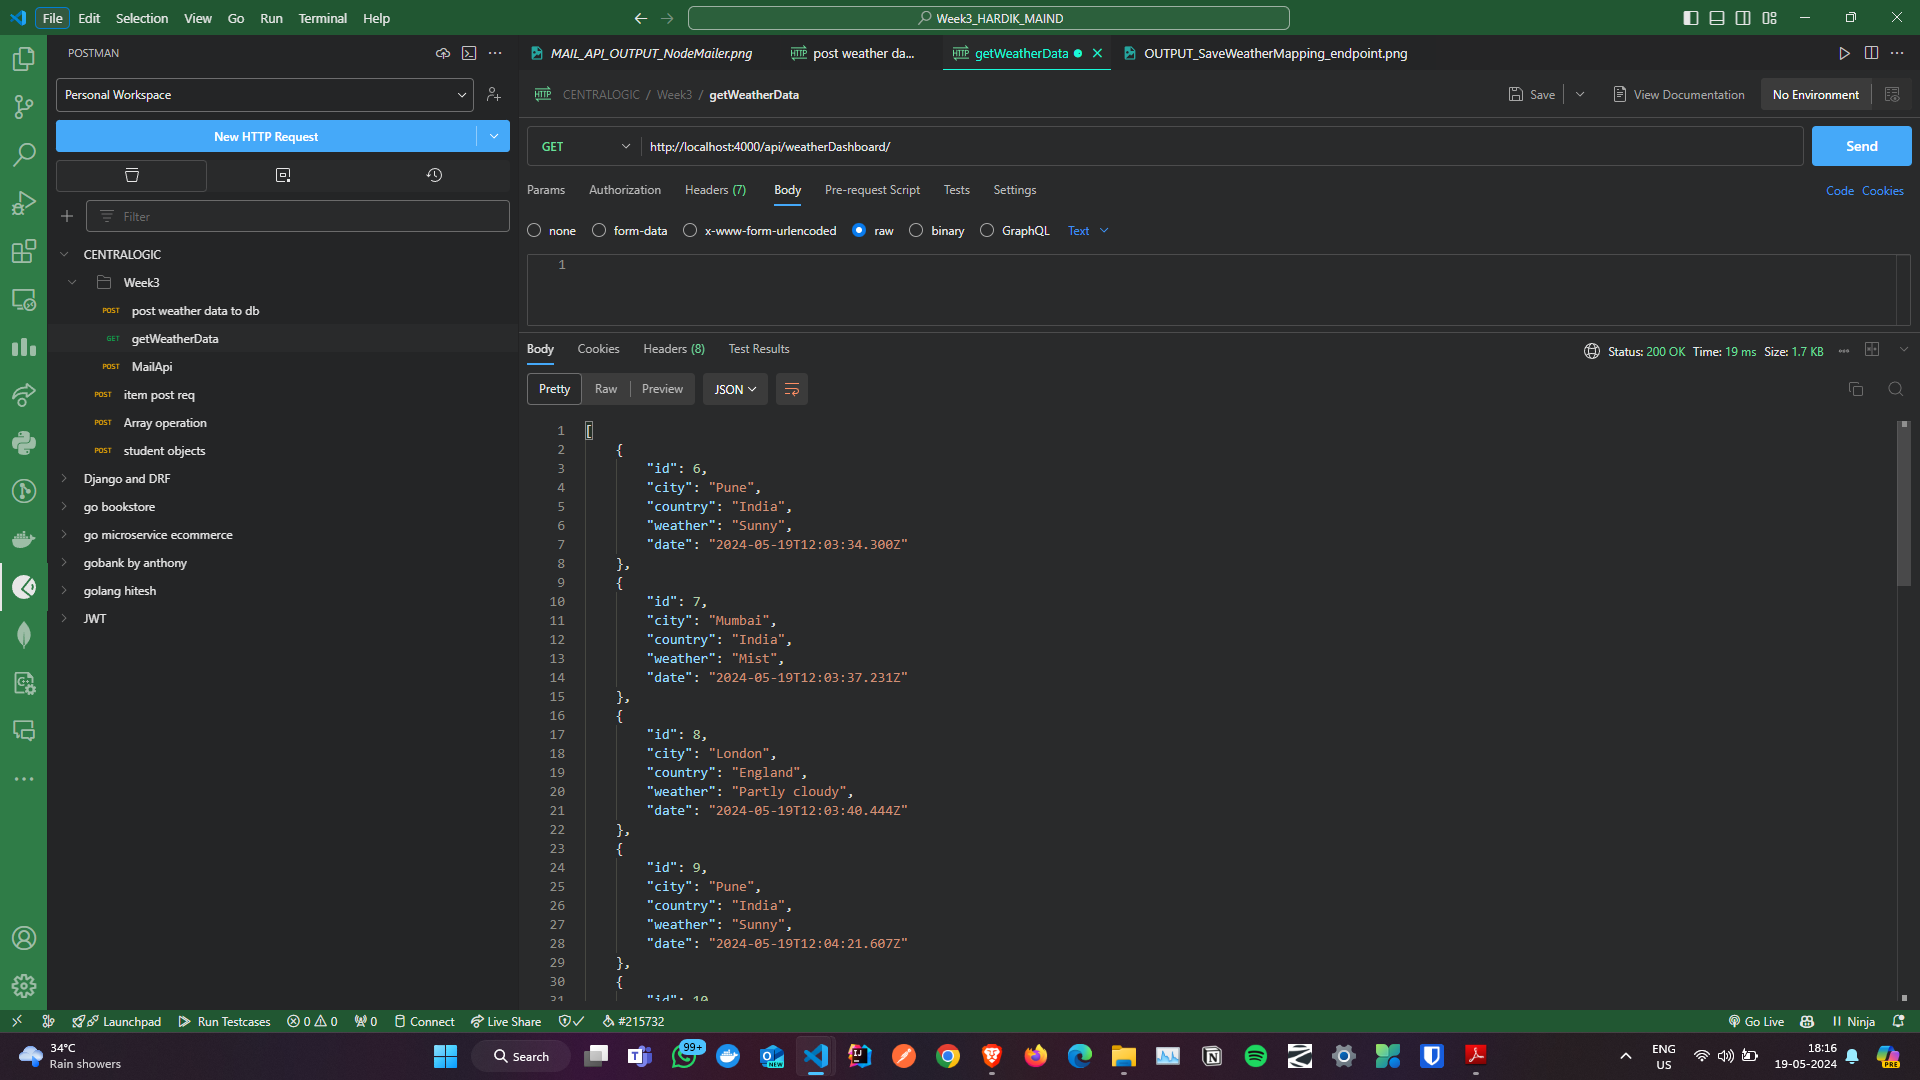 File Edit Selection View Go Run Terminal Help
Week3_HARDIK_MAIND
POSTMAN
MAIL_API_OUTPUT_NodeMailer.png
HTTP post weather da...
HTTP getWeatherData
OUTPUT_SaveWeatherMapping_endpoint.png
Personal Workspace
HTTP CENTRALOGIC / Week3 / getWeatherData
Save
View Documentation
No Environment
New HTTP Request
GET http://localhost:4000/api/weatherDashboard/
Send
Params Authorization Headers (7) Body Pre-request Script Tests Settings
Code Cookies
Filter
none form-data x-www-form-urlencoded raw binary GraphQL Text
1
CENTRALOGIC
Week3
POST post weather data to db
GET getWeatherData
POST MailApi
POST item post req
POST Array operation
POST student objects
Django and DRF
go bookstore
go microservice ecommerce
gobank by anthony
golang hitesh
JWT
Body Cookies Headers (8) Test Results
Status: 200 OK Time: 19 ms Size: 1.7 KB
Pretty Raw Preview JSON
1 [
2 {
3 "id": 6,
4 "city": "Pune",
5 "country": "India",
6 "weather": "Sunny",
7 "date": "2024-05-19T12:03:34.300Z"
8 },
9 {
10 "id": 7,
11 "city": "Mumbai",
12 "country": "India",
13 "weather": "Mist",
14 "date": "2024-05-19T12:03:37.231Z"
15 },
16 {
17 "id": 8,
18 "city": "London",
19 "country": "England",
20 "weather": "Partly cloudy",
21 "date": "2024-05-19T12:03:40.444Z"
22 },
23 {
24 "id": 9,
25 "city": "Pune",
26 "country": "India",
27 "weather": "Sunny",
28 "date": "2024-05-19T12:04:21.607Z"
29 },
30 {
31 "id": 10
Launchpad Run Testcases 0 0 0 Connect Live Share #215732
Go Live Ninja
34°C
Rain showers
Search
99+
NEW
ENG
US
18:16
19-05-2024
PRE